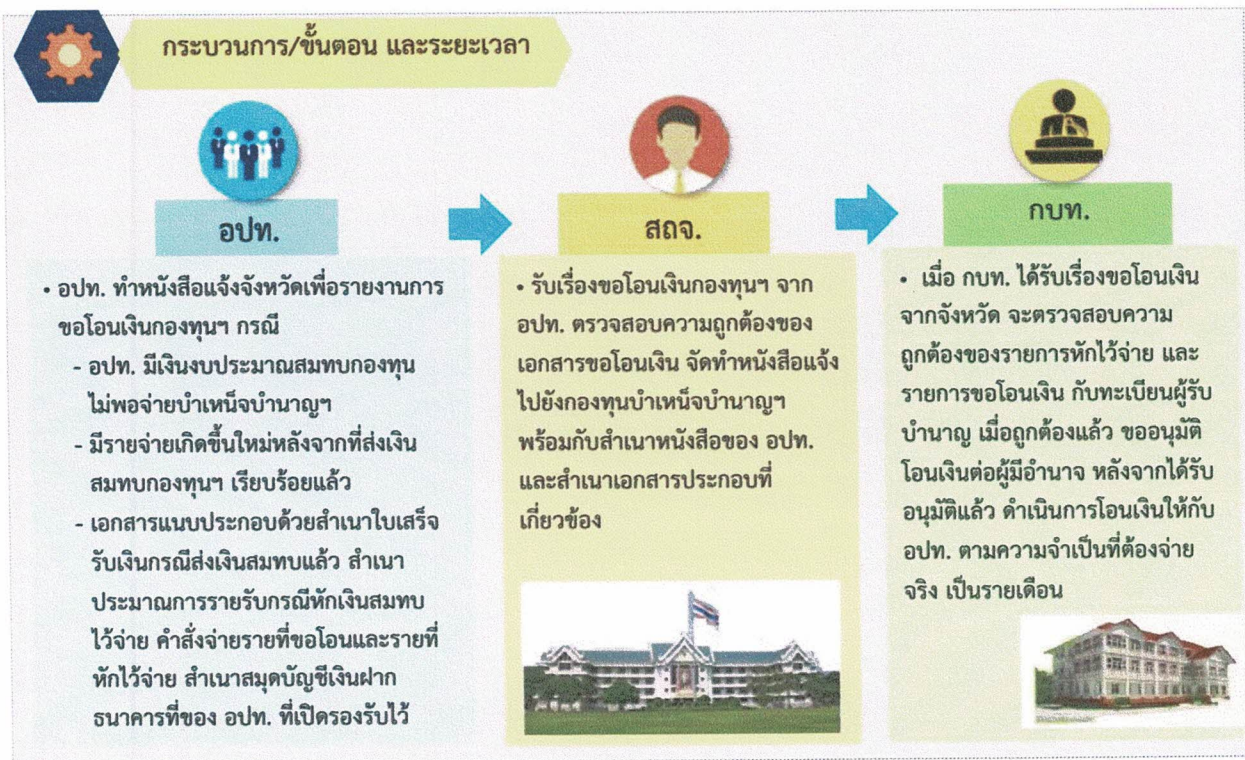 กระบวนการ/ขั้นตอน และระยะเวลา
อปท.
• อปท. ทำหนังสือแจ้งจังหวัดเพื่อรายงานการ
ขอโอนเงินกองทุนฯ กรณี
- อปท. มีเงินงบประมาณสมทบกองทุน
ไม่พอจ่ายบำเหน็จบำนาญฯ
- มีรายจ่ายเกิดขึ้นใหม่หลังจากที่ส่งเงิน
สมทบกองทุนฯ เรียบร้อยแล้ว
- เอกสารแนบประกอบด้วยสำเนาใบเสร็จ
รับเงินกรณีส่งเงินสมทบแล้ว สำเนา
ประมาณการรายรับกรณีหักเงินสมทบ
ไว้จ่าย คำสั่งจ่ายรายที่ขอโอนและรายที่
หักไว้จ่าย สำเนาสมุดบัญชีเงินฝาก
ธนาคารที่ของ อปท. ที่เปิดรองรับไว้
สถจ.
• รับเรื่องขอโอนเงินกองทุนฯ จาก
อปท. ตรวจสอบความถูกต้องของ
เอกสารขอโอนเงิน จัดทำหนังสือแจ้ง
ไปยังกองทุนบำเหน็จบำนาญฯ
พร้อมกับสำเนาหนังสือของ อปท.
และสำเนาเอกสารประกอบที่
เกี่ยวข้อง
กบท.
• เมื่อ กบท. ได้รับเรื่องขอโอนเงิน
จากจังหวัด จะตรวจสอบความ
ถูกต้องของรายการหักไว้จ่าย และ
รายการขอโอนเงิน กับทะเบียนผู้รับ
บำนาญ เมื่อถูกต้องแล้ว ขออนุมัติ
โอนเงินต่อผู้มีอำนาจ หลังจากได้รับ
อนุมัติแล้ว ดำเนินการโอนเงินให้กับ
อปท. ตามความจำเป็นที่ต้องจ่าย
จริง เป็นรายเดือน